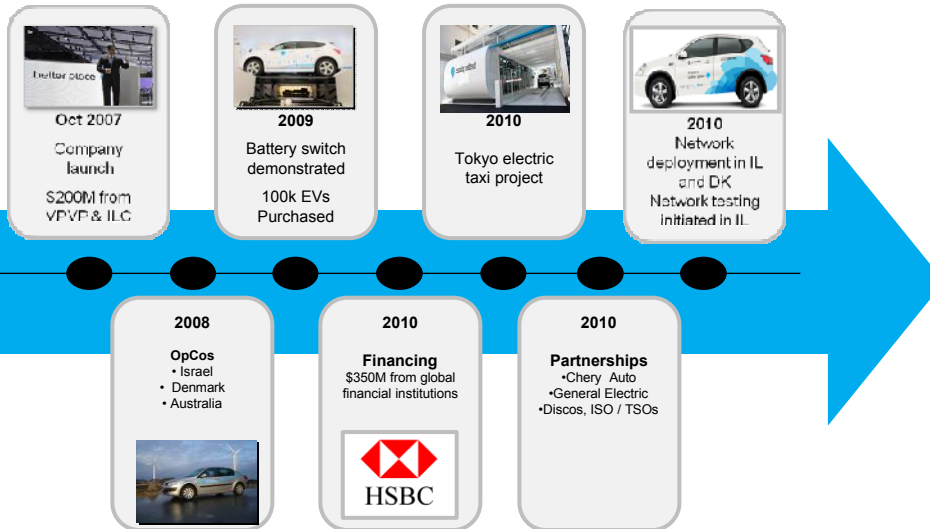 better place
Oct 2007
Company
launch
$200M from
VPVP & ILC
2009
Battery switch
demonstrated
100k EVs
Purchased
2010
Tokyo electric
taxi project
2010
Network
deployment in IL
and DK
Network testing
initiated in IL
2008
OpCos
• Israel
• Denmark
• Australia
2010
Financing
$350M from global
financial institutions
HSBC
2010
Partnerships
•Chery Auto
•General Electric
•Discos, ISO / TSOs